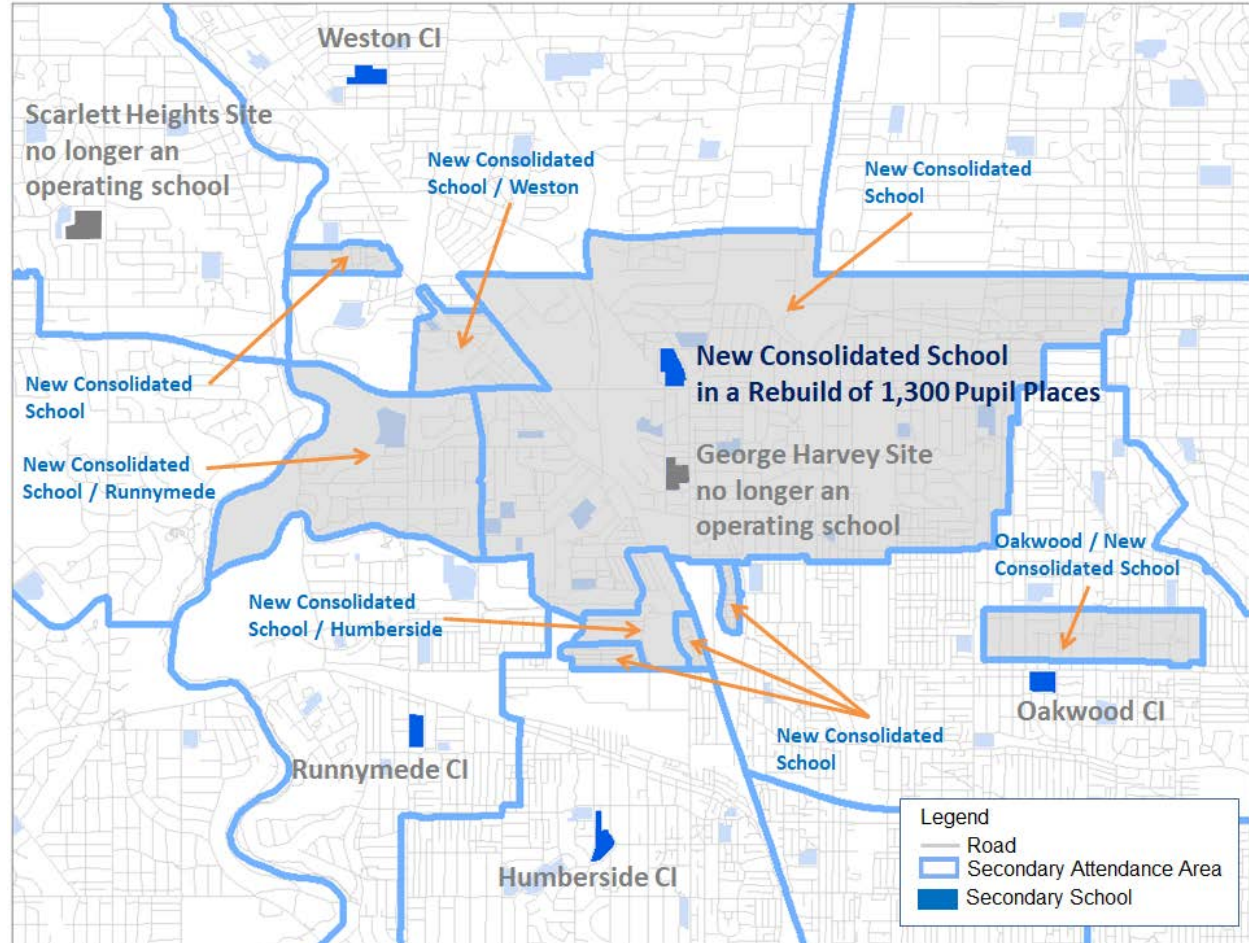 Weston CI
Scarlett Heights Site
no longer an
operating school
New Consolidated
School / Weston
New Consolidated
School
New Consolidated School
in a Rebuild of 1,300 Pupil Places
New Consolidated
School
New Consolidated
School / Runnymede
George Harvey Site
no longer an
operating school
Oakwood / New
Consolidated School
New Consolidated
School / Humberside
Oakwood CI
New Consolidated
School
Runnymede CI
Humberside CI
Legend
Road
Secondary Attendance Area
Secondary School